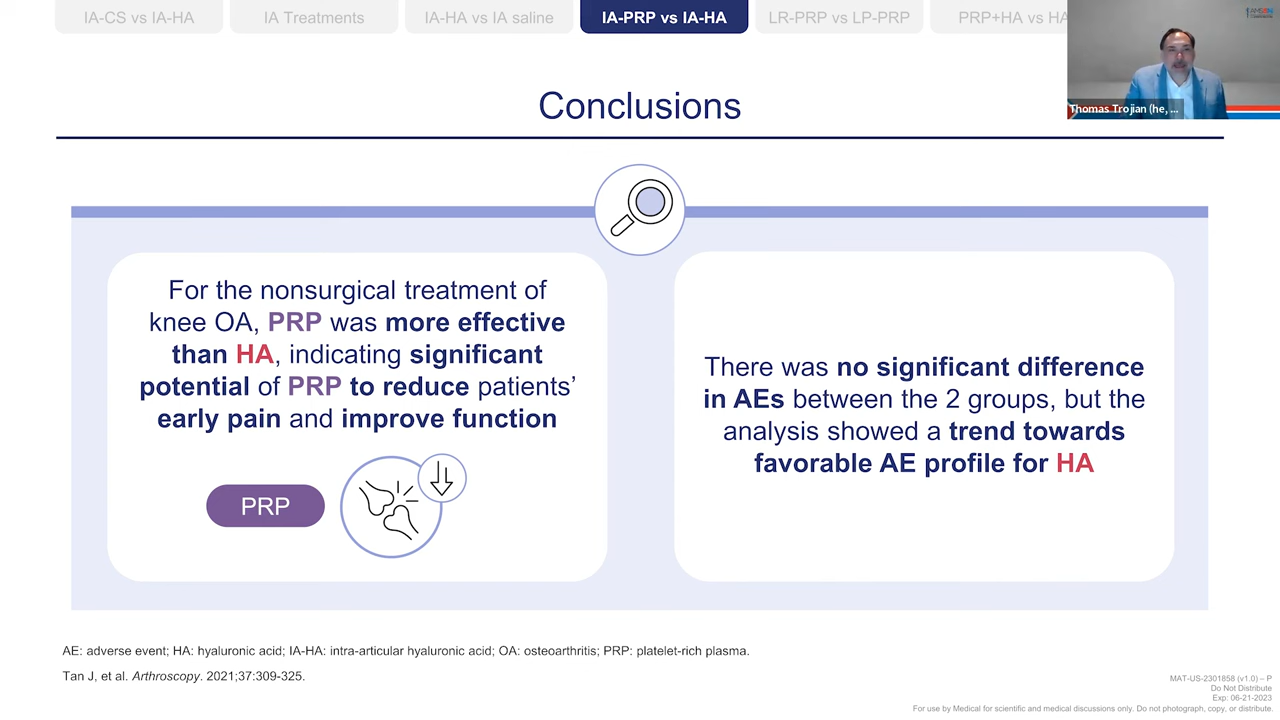 IA-CS vs IA-HA
IA Treatments
IA-HA vs IA saline
IA-PRP vs IA-HA
LR-PRP vs LP-PRP
PRP+HA vs HA
Thomas Trojian (he, ...
Conclusions
For the nonsurgical treatment of
knee OA, PRP was more effective
than HA, indicating significant
potential of PRP to reduce patients’
early pain and improve function
PRP
There was no significant difference
in AEs between the 2 groups, but the
analysis showed a trend towards
favorable AE profile for HA
AE: adverse event; HA: hyaluronic acid; IA-HA: intra-articular hyaluronic acid; OA: osteoarthritis; PRP: platelet-rich plasma.
Tan J, et al. Arthroscopy. 2021;37:309-325.
MAT-US-2301858 (v1.0) – P
Do Not Distribute
Exp: 06-21-2023
For use by Medical for scientific and medical discussions only. Do not photograph, copy, or distribute.